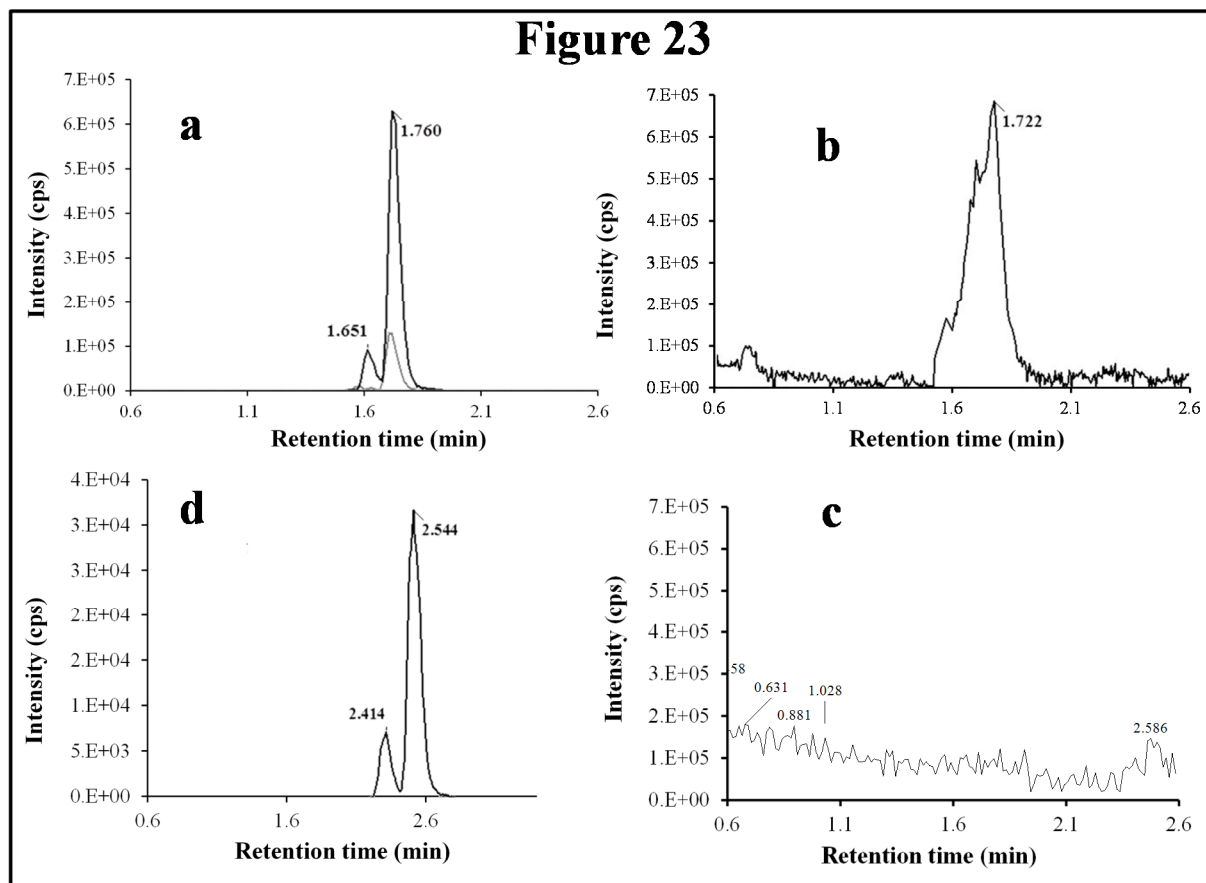 Figure 23
a
7.E+05
6.E+05
5.E+05
4.E+05
3.E+05
2.E+05
1.E+05
0.E+00
Intensity (cps)
1.760
1.651
0.6
1.1
1.6
2.1
2.6
Retention time (min)
b
7.E+05
6.E+05
5.E+05
4.E+05
3.E+05
2.E+05
1.E+05
0.E+00
Intensity (cps)
1.722
0.6
1.1
1.6
2.1
2.6
Retention time (min)
d
4.E+04
3.E+04
3.E+04
2.E+04
2.E+04
1.E+04
5.E+03
0.E+00
Intensity (cps)
2.544
2.414
0.6
1.6
2.6
Retention time (min)
c
7.E+05
6.E+05
5.E+05
4.E+05
3.E+05
2.E+05
1.E+05
0.E+00
Intensity (cps)
58
0.631
0.881
1.028
2.586
0.6
1.1
1.6
2.1
2.6
Retention time (min)